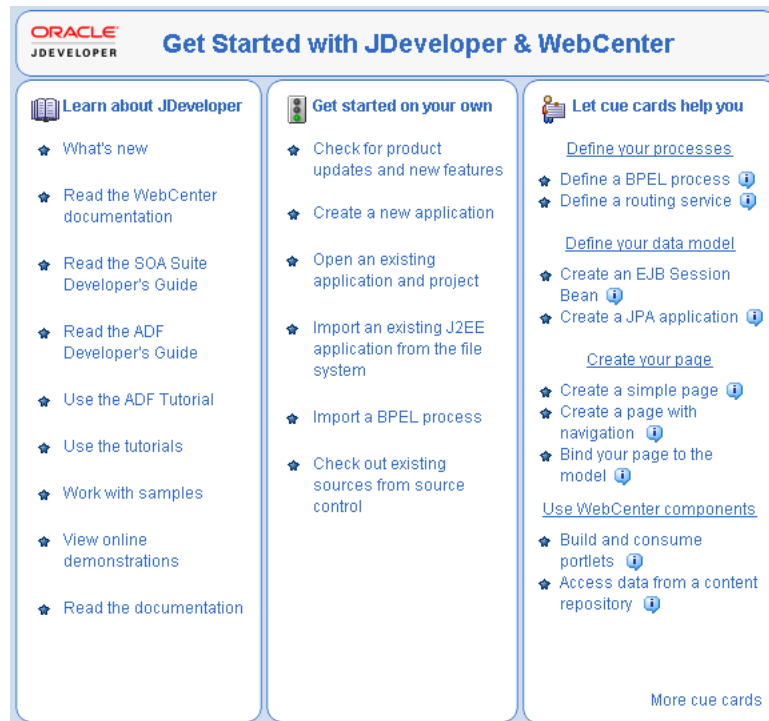 ORACLE
JDEVELOPER
Get Started with JDeveloper & WebCenter
Learn about JDeveloper
What's new
Read the WebCenter
documentation
Read the SOA Suite
Developer's Guide
Read the ADF
Developer's Guide
Use the ADF Tutorial
Use the tutorials
Work with samples
View online
demonstrations
Read the documentation
Get started on your own
Check for product
updates and new features
Create a new application
Open an existing
application and project
Import an existing J2EE
application from the file
system
Import a BPEL process
Check out existing
sources from source
control
Let cue cards help you
Define your processes
Define a BPEL process
Define a routing service
Define your data model
Create an EJB Session
Bean
Create a JPA application
Create your page
Create a simple page
Create a page with
navigation
Bind your page to the
model
Use WebCenter components
Build and consume
portlets
Access data from a content
repository
More cue cards